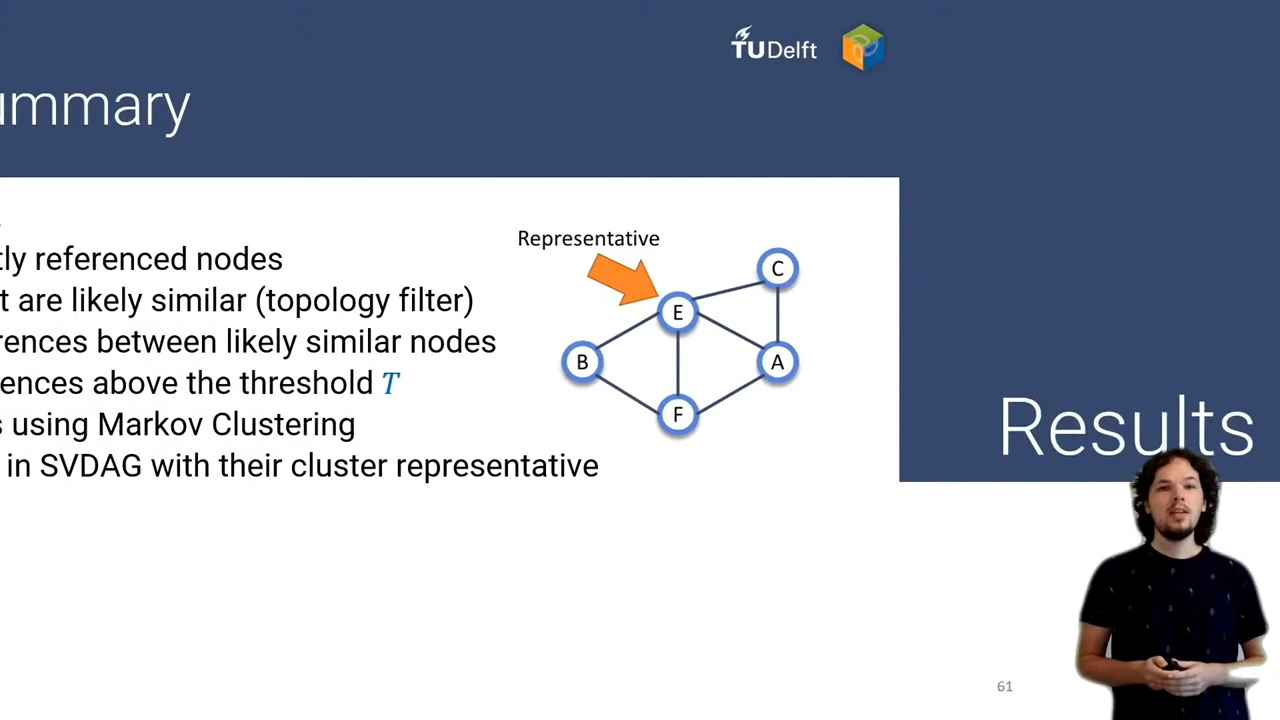 TUDelft
ummary
Representative
tly referenced nodes
t are likely similar (topology filter)
rences between likely similar nodes
ences above the threshold T
s using Markov Clustering
in SVDAG with their cluster representative
C
E
B
A
F
Results
61